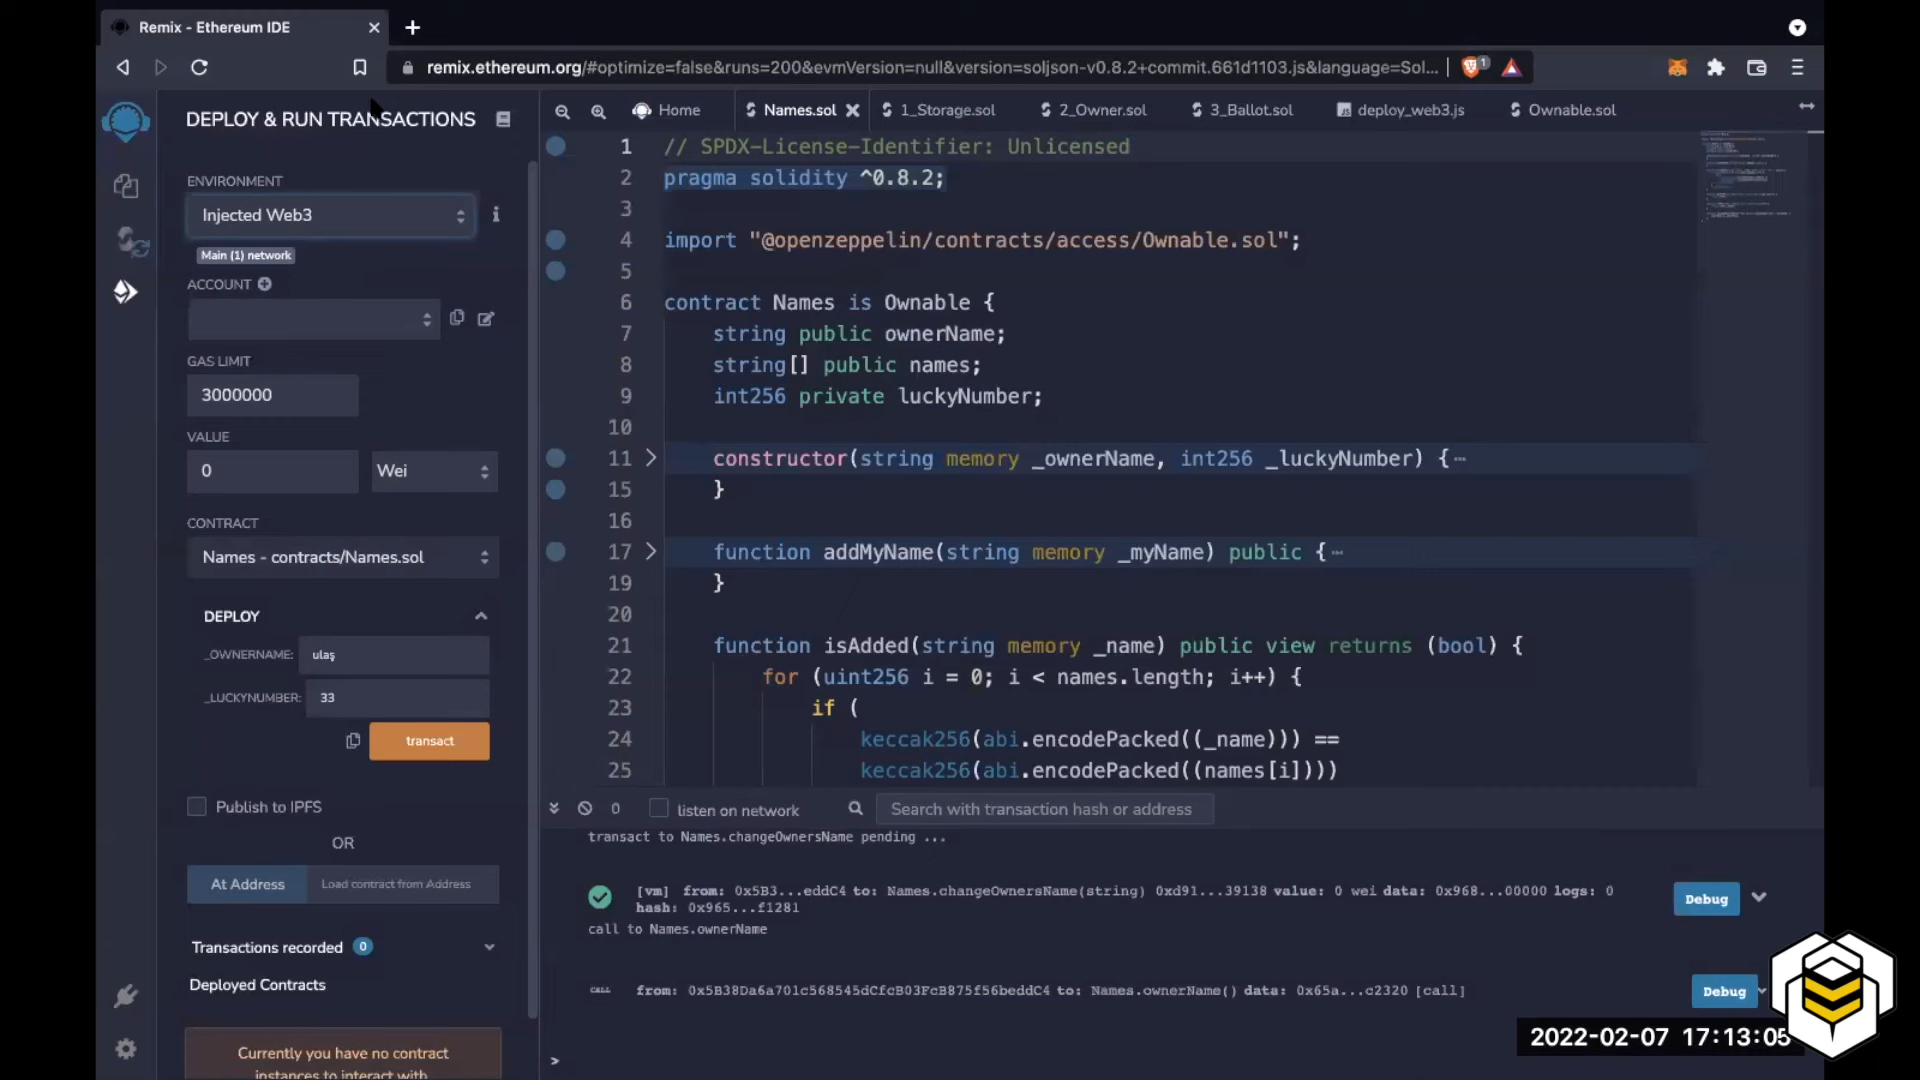 Remix - Ethereum IDE
remix.ethereum.org/#optimize=false&runs=200&evmVersion=null&version=soljson-v0.8.2+commit.661d1103.js&language=Sol...
1
DEPLOY & RUN TRANSACTIONS
Home
Names.sol
1_Storage.sol
2_Owner.sol
3_Ballot.sol
deploy_web3.js
Ownable.sol
ENVIRONMENT
Injected Web3
Main (1) network
ACCOUNT
GAS LIMIT
3000000
VALUE
0
Wei
CONTRACT
Names - contracts/Names.sol
DEPLOY
_OWNERNAME:
ulaş
_LUCKYNUMBER:
33
transact
Publish to IPFS
OR
At Address
Load contract from Address
Transactions recorded 0
Deployed Contracts
Currently you have no contract
instances to interact with
1 // SPDX-License-Identifier: Unlicensed
2 pragma solidity ^0.8.2;
3
4 import "@openzeppelin/contracts/access/Ownable.sol";
5
6 contract Names is Ownable {
7 string public ownerName;
8 string[] public names;
9 int256 private luckyNumber;
10
11 constructor(string memory _ownerName, int256 _luckyNumber) {
15 }
16
17 function addMyName(string memory _myName) public {
19 }
20
21 function isAdded(string memory _name) public view returns (bool) {
22 for (uint256 i = 0; i < names.length; i++) {
23 if (
24 keccak256(abi.encodePacked((_name))) ==
25 keccak256(abi.encodePacked((names[i])))
0
listen on network
Search with transaction hash or address
transact to Names.changeOwnersName pending ...
[vm] from: 0x5B3...eddC4 to: Names.changeOwnersName(string) 0xd91...39138 value: 0 wei data: 0x968...00000 logs: 0
hash: 0x965...f1281
Debug
call to Names.ownerName
CALL
from: 0x5B38Da6a701c568545dCfcB03FcB875f56beddC4 to: Names.ownerName() data: 0x65a...c2320 [call]
Debug
>
2022-02-07 17:13:05